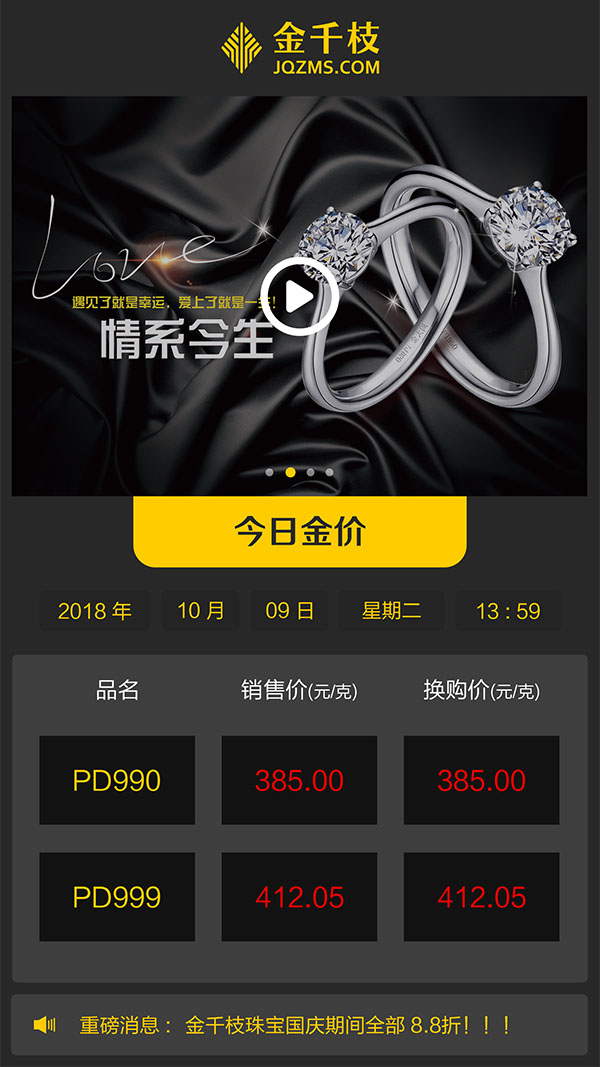 金千枝
JQZMS.COM
Love
遇见了就是幸运，爱上了就是一生！
情系今生
今日金价
2018 年 10 月 09 日 星期二 13 : 59
品名 销售价(元/克) 换购价(元/克)
PD990 385.00 385.00
PD999 412.05 412.05
重磅消息： 金千枝珠宝国庆期间全部 8.8折！！！